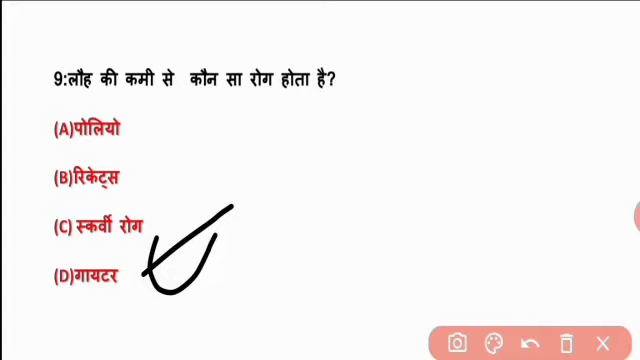 9:लौह की कमी से कौन सा रोग होता है?
(A)पोलियो
(B)रिकेट्स
(C) स्कर्वी रोग
(D)गायटर